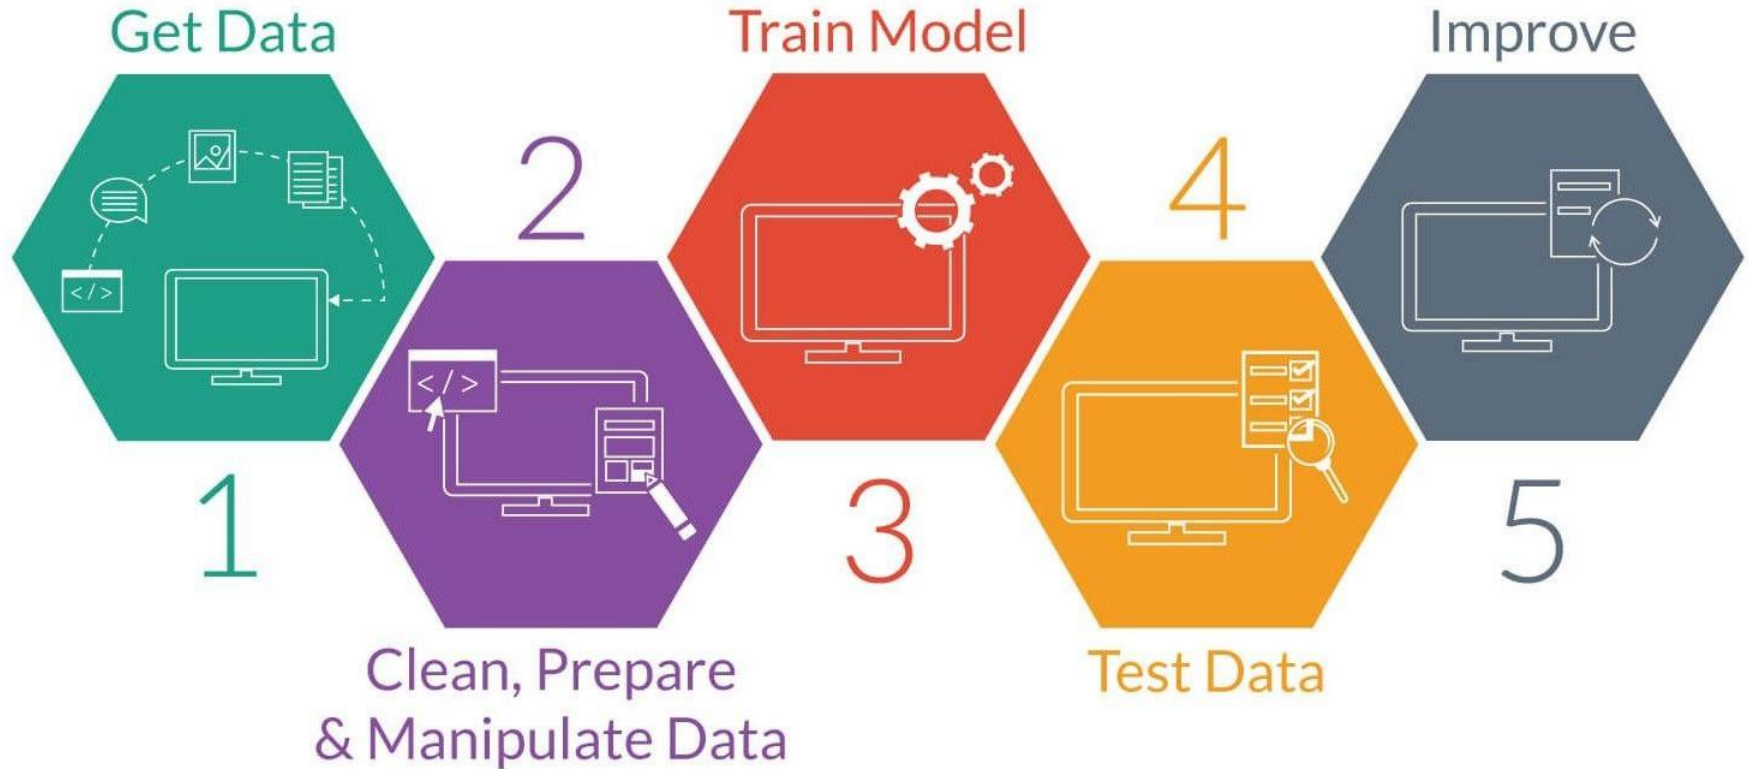 Get Data
</>
1
2
</>
Clean, Prepare
& Manipulate Data
Train Model
3
4
Test Data
Improve
5